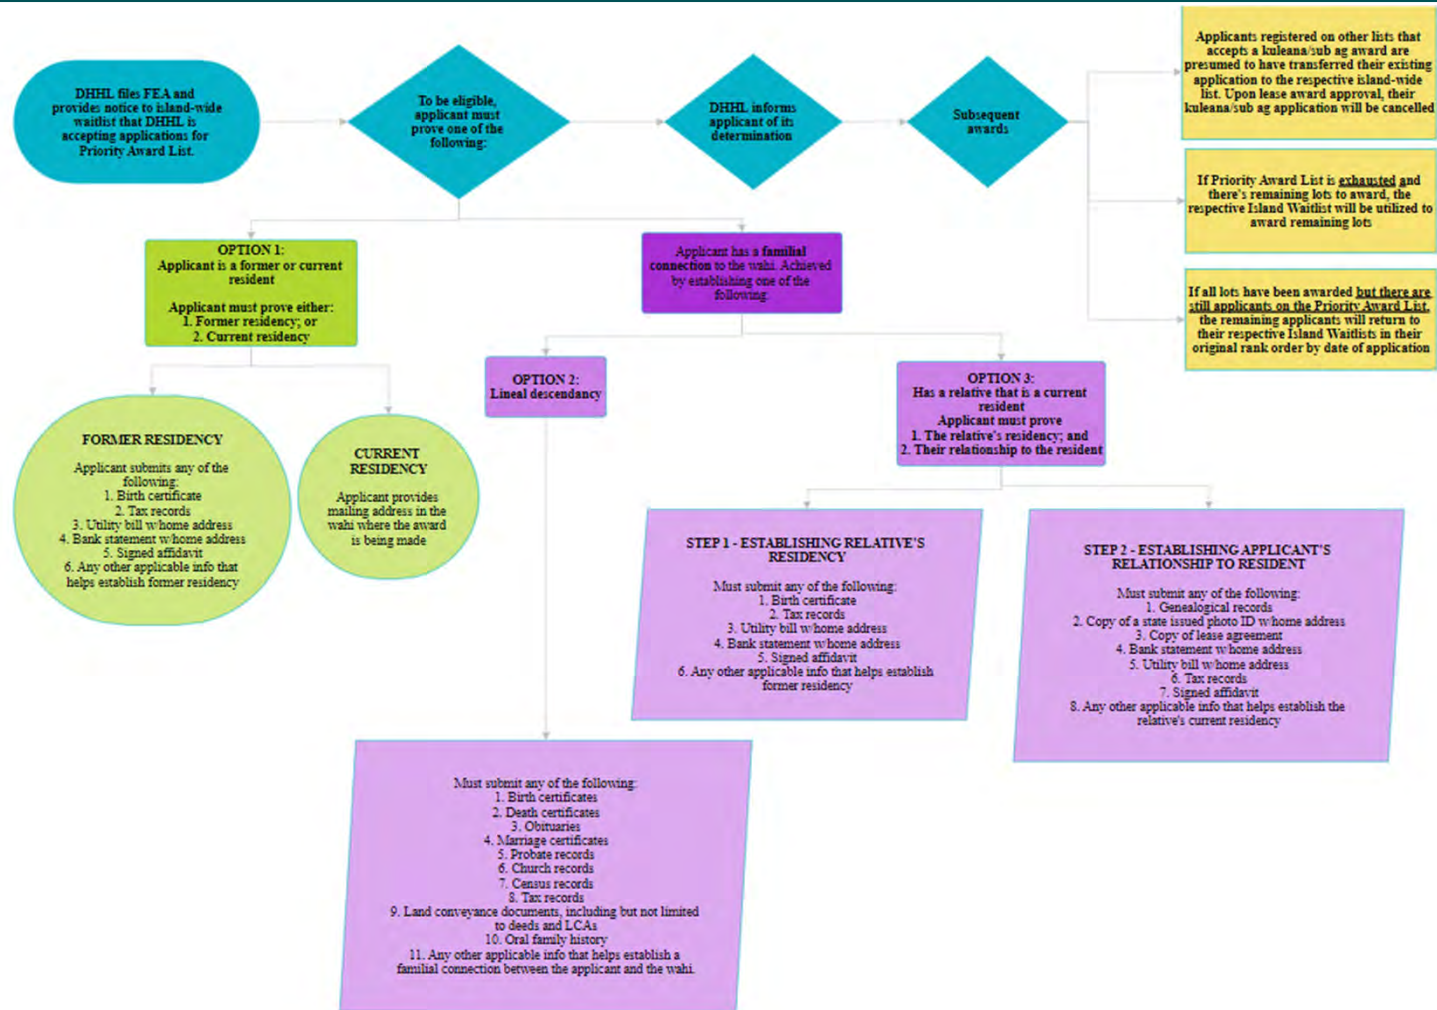 DHHL files FEA and
provides notice to island-wide
waitlist that DHHL is
accepting applications for
Priority Award List.
To be eligible,
applicant must
prove one of the
following:
DHHL informs
applicant of its
determination
Subsequent
awards
Applicants registered on other lists that
accepts a kuleana/sub ag award are
presumed to have transferred their existing
application to the respective island-wide
list. Upon lease award approval, their
kuleana/sub ag application will be cancelled
If Priority Award List is exhausted and
there's remaining lots to award, the
respective Island Waitlist will be utilized to
award remaining lots
If all lots have been awarded but there are
still applicants on the Priority Award List,
the remaining applicants will return to
their respective Island Waitlists in their
original rank order by date of application
OPTION 1:
Applicant is a former or current
resident
Applicant must prove either:
1. Former residency; or
2. Current residency
Applicant has a familial
connection to the wahi. Achieved
by establishing one of the
following.
OPTION 2:
Lineal descendancy
OPTION 3:
Has a relative that is a current
resident
Applicant must prove
1. The relative's residency; and
2. Their relationship to the resident
FORMER RESIDENCY
Applicant submits any of the
following:
1. Birth certificate
2. Tax records
3. Utility bill w/home address
4. Bank statement w/home address
5. Signed affidavit
6. Any other applicable info that
helps establish former residency
CURRENT
RESIDENCY
Applicant provides
mailing address in the
wahi where the award
is being made
STEP 1 - ESTABLISHING RELATIVE'S
RESIDENCY
Must submit any of the following:
1. Birth certificate
2. Tax records
3. Utility bill w/home address
4. Bank statement w/home address
5. Signed affidavit
6. Any other applicable info that helps establish
former residency
STEP 2 - ESTABLISHING APPLICANT'S
RELATIONSHIP TO RESIDENT
Must submit any of the following:
1. Genealogical records
2. Copy of a state issued photo ID w/home address
3. Copy of lease agreement
4. Bank statement w/home address
5. Utility bill w/home address
6. Tax records
7. Signed affidavit
8. Any other applicable info that helps establish the
relative's current residency
Must submit any of the following:
1. Birth certificates
2. Death certificates
3. Obituaries
4. Marriage certificates
5. Probate records
6. Church records
7. Census records
8. Tax records
9. Land conveyance documents, including but not limited
to deeds and LCAs
10. Oral family history
11. Any other applicable info that helps establish a
familial connection between the applicant and the wahi.